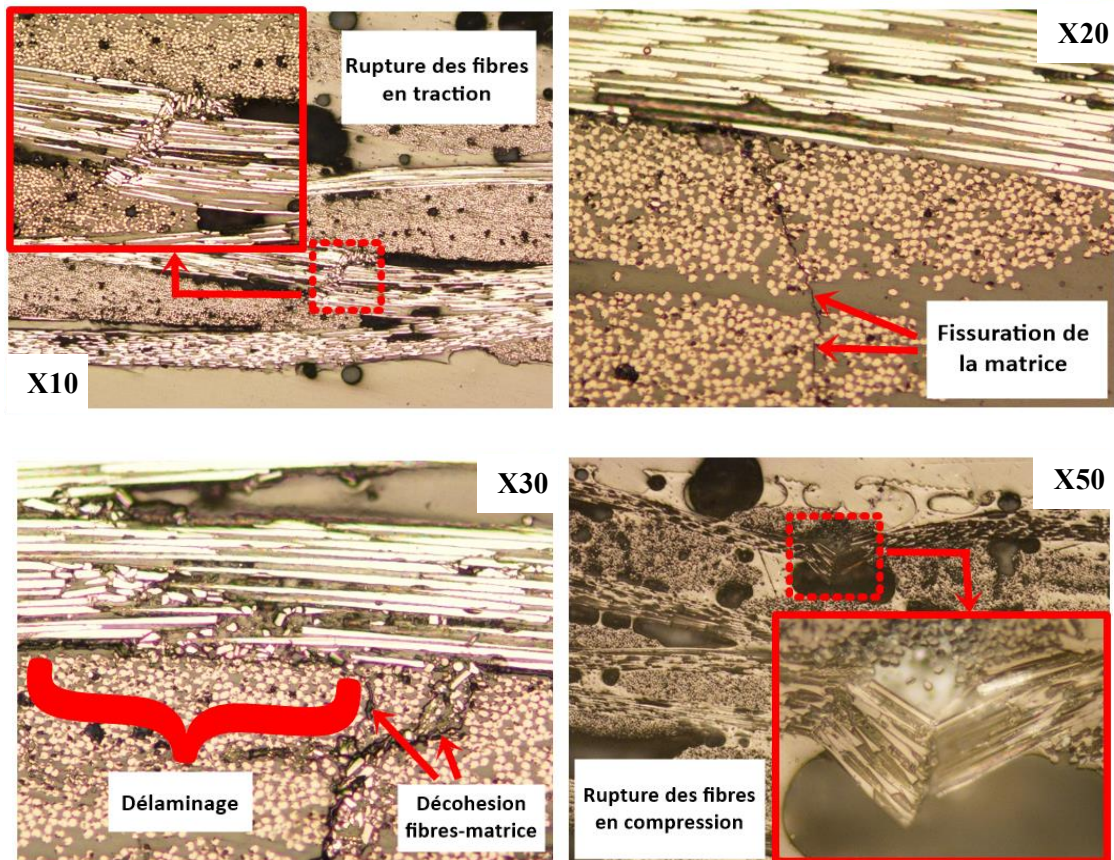 Rupture des fibres
en traction
X10
X20
Fissuration de
la matrice
X30
Délaminage
Décohesion
fibres-matrice
X50
Rupture des fibres
en compression